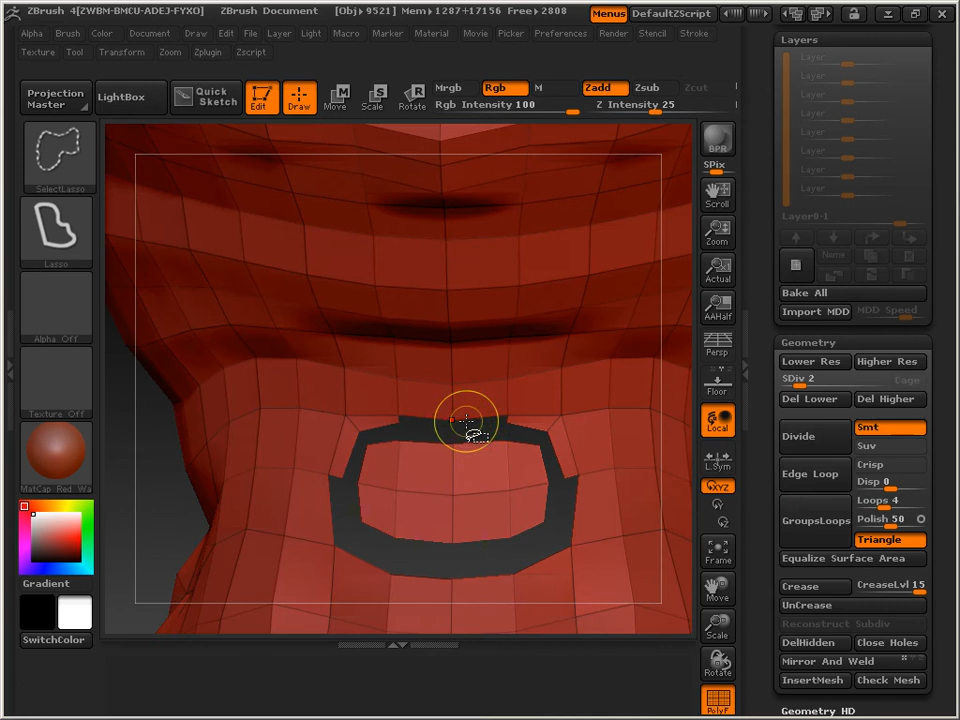 ZBrush 4[ZWBM-BMCU-ADEJ-FYXO] ZBrush Document [Obj▸9521] Mem▸1287+17156 Free▸2808 Menus DefaultZScript
Alpha Brush Color Document Draw Edit File Layer Light Macro Marker Material Movie Picker Preferences Render Stencil Stroke
Texture Tool Transform Zoom Zplugin Zscript
Projection Master
LightBox
Quick Sketch
Edit
Draw
Move
Scale
Rotate
Mrgb Rgb M Zadd Zsub Zcut
Rgb Intensity 100 Z Intensity 25
SelectLasso
Lasso
Alpha Off
Texture Off
MatCap Red Wa
Gradient
SwitchColor
BPR
SPix
Scroll
Zoom
Actual
AAHalf
Persp
Floor
Local
L.Sym
XYZ
Y
Z
Frame
Move
Scale
Rotate
PolyF
Layers
Layer
Layer
Layer
Layer
Layer
Layer
Layer
Layer
Layer0-1
Name
Bake All
Import MDD MDD Speed
Geometry
Lower Res Higher Res
SDiv 2 Cage
Del Lower Del Higher
Divide Smt
Suv
Edge Loop Crisp
Disp 0
GroupsLoops Loops 4
Polish 50
Triangle
Equalize Surface Area
Crease CreaseLvl 15
UnCrease
Reconstruct Subdiv
DelHidden Close Holes
Mirror And Weld
InsertMesh Check Mesh
Geometry HD